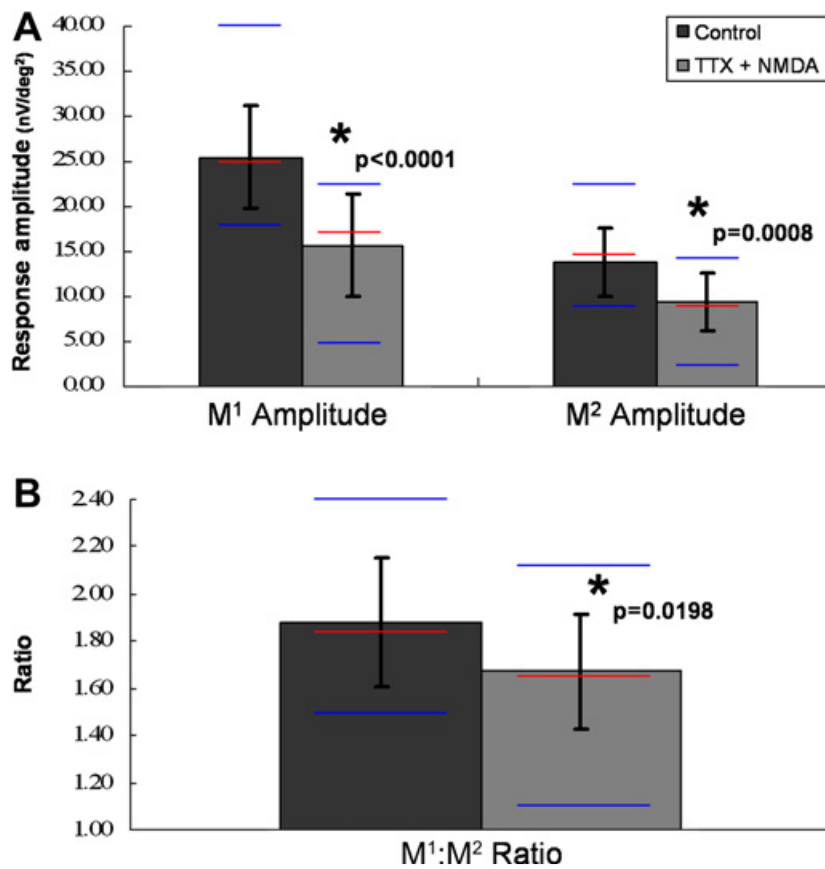 A
Response amplitude (nV/deg²)
40.00
35.00
30.00
25.00
20.00
15.00
10.00
5.00
0.00
Control
TTX + NMDA
*
p<0.0001
*
p=0.0008
M¹ Amplitude
M² Amplitude
B
Ratio
2.40
2.20
2.00
1.80
1.60
1.40
1.20
1.00
*
p=0.0198
M¹:M² Ratio